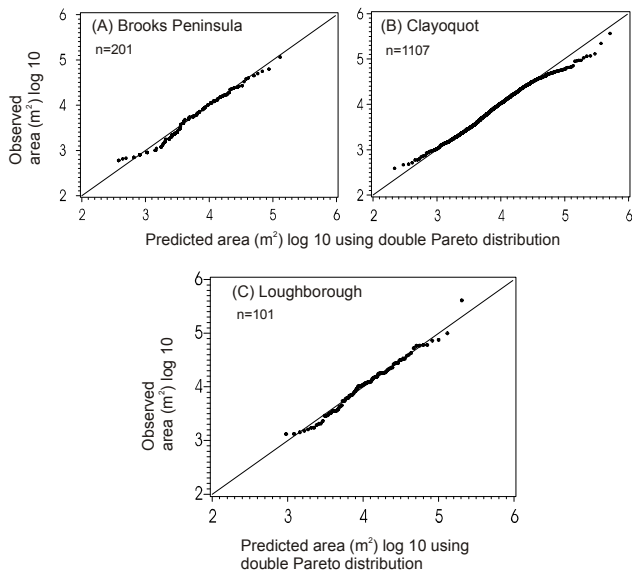 (A) Brooks Peninsula
n=201
6
5
4
3
2
2 3 4 5 6
Observed
area (m²) log 10
(B) Clayoquot
n=1107
6
5
4
3
2
2 3 4 5 6
Predicted area (m²) log 10 using double Pareto distribution
(C) Loughborough
n=101
6
5
4
3
2
2 3 4 5 6
Observed
area (m²) log 10
Predicted area (m²) log 10 using
double Pareto distribution